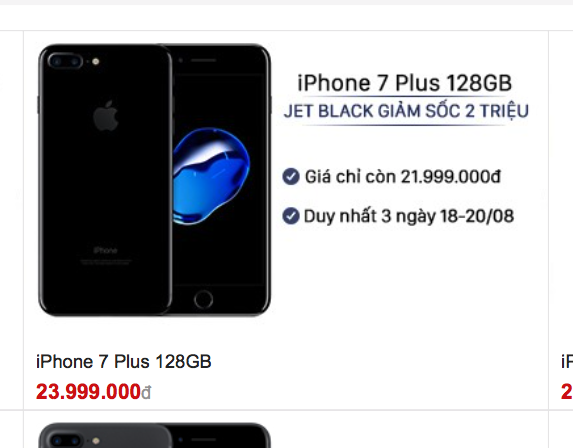 iPhone 7 Plus 128GB
JET BLACK GIẢM SỐC 2 TRIỆU
Giá chỉ còn 21.999.000đ
Duy nhất 3 ngày 18-20/08
iPhone
iPhone 7 Plus 128GB
23.999.000đ
iP
2